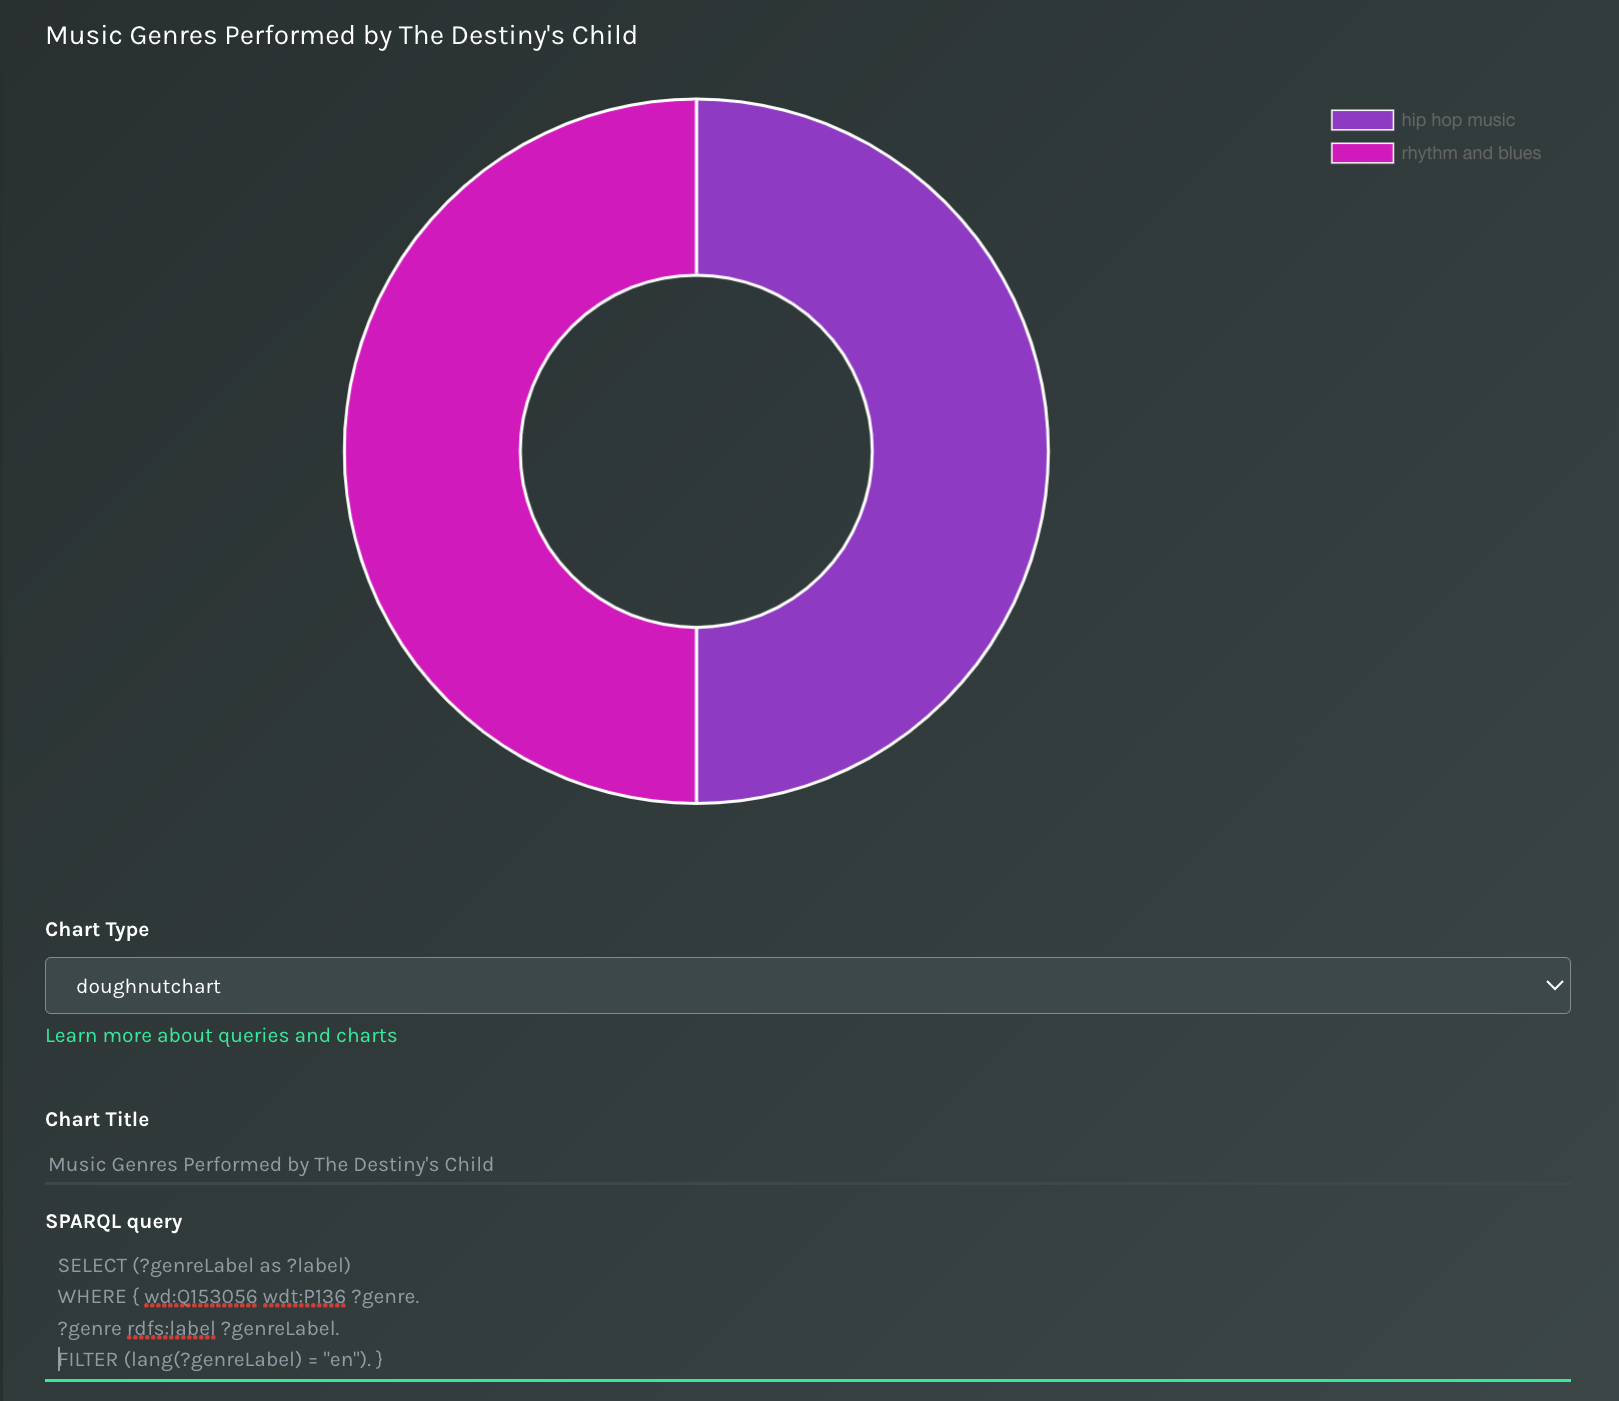 Music Genres Performed by The Destiny's Child
hip hop music
rhythm and blues
Chart Type
doughnutchart
Learn more about queries and charts
Chart Title
Music Genres Performed by The Destiny's Child
SPARQL query
SELECT (?genreLabel as ?label)
WHERE { wd:Q153056 wdt:P136 ?genre.
?genre rdfs:label ?genreLabel.
FILTER (lang(?genreLabel) = "en"). }